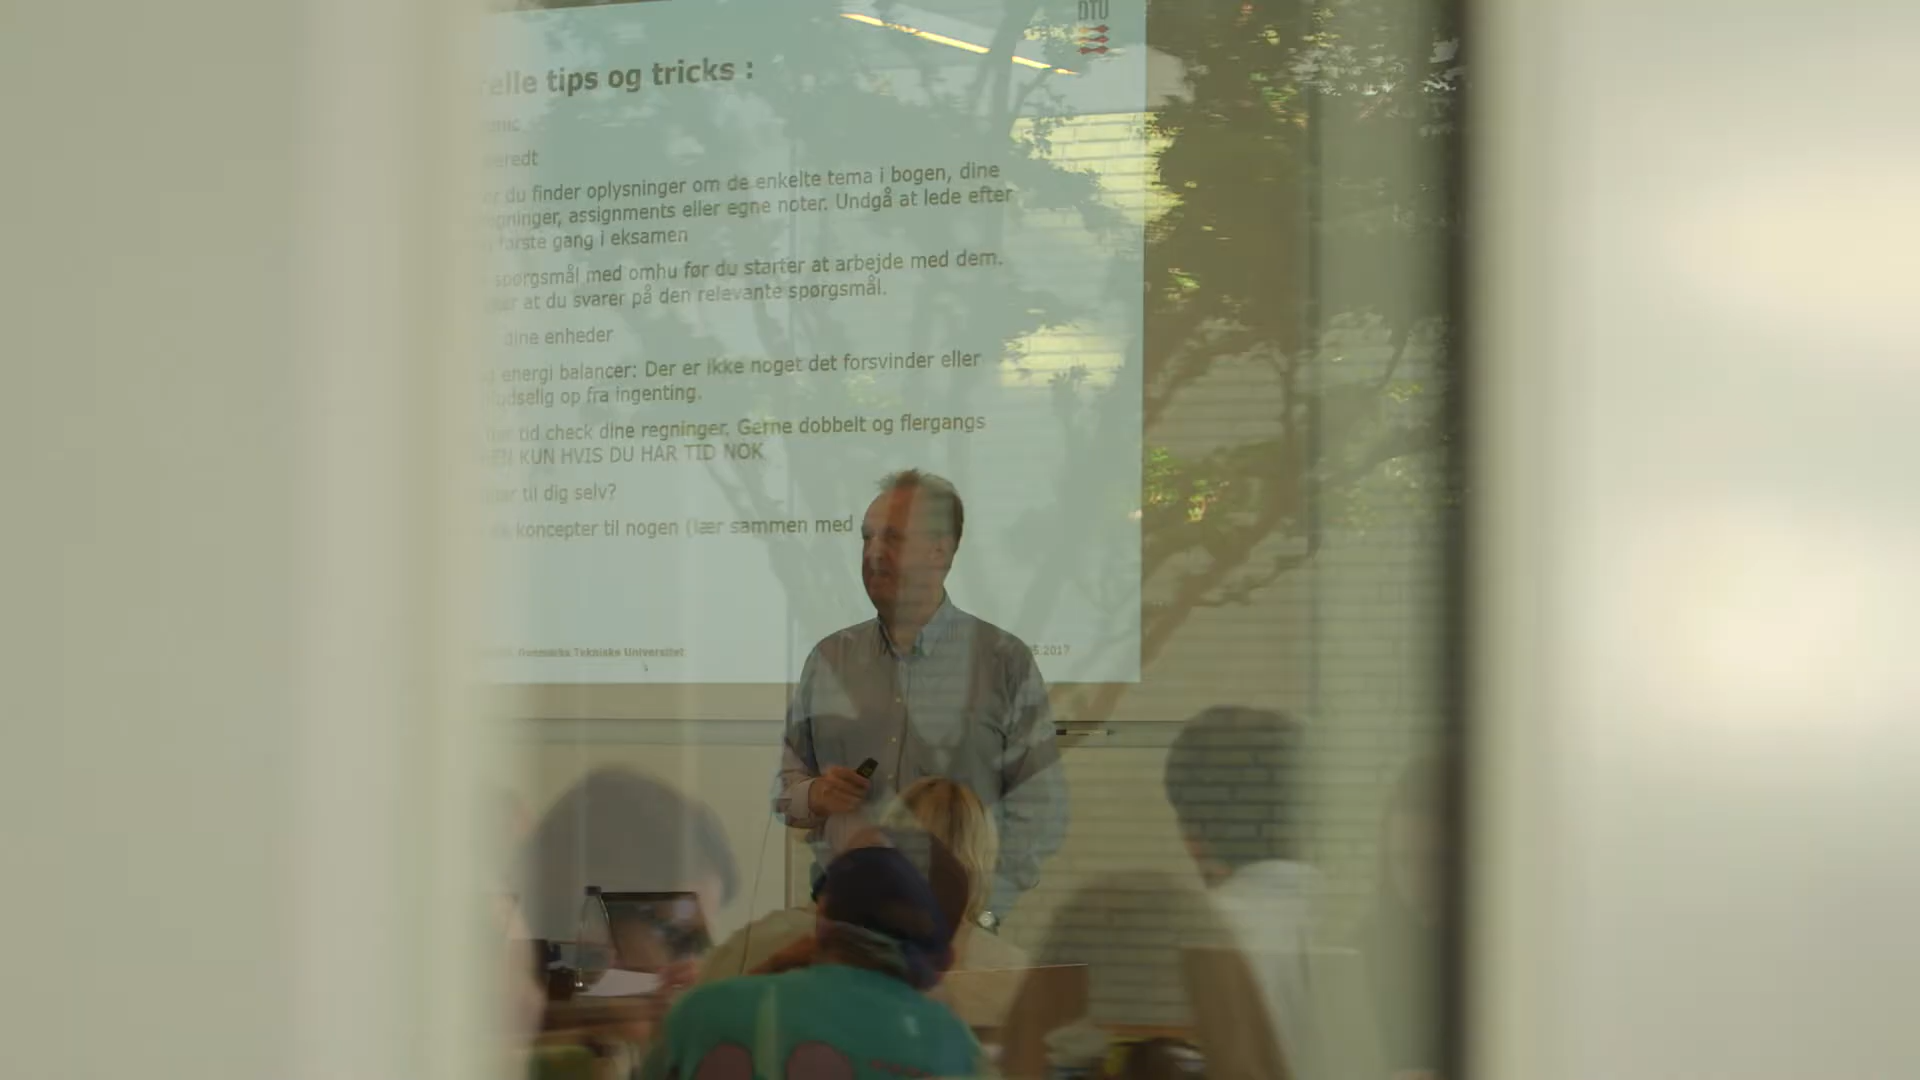 DTU
tips og tricks :
du finder oplysninger om de enkelte tema i bogen, dine
assignments eller egne noter. Undgå at lede efter
første gang i eksamen
spørgsmål med omhu før du starter at arbejde med dem.
at du svarer på den relevante spørgsmål.
dine enheder
energi balancer: Der er ikke noget det forsvinder eller
op fra ingenting.
tid check dine regninger. Gerne dobbelt og flergangs
KUN HVIS DU HAR TID NOK
til dig selv?
koncepter til nogen (lær sammen med
Danmarks Tekniske Universitet
2017